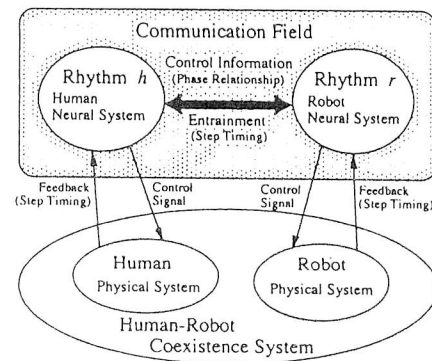 Communication Field
Control Information
(Phase Relationship)
Rhythm h
Human
Neural System
Rhythm r
Robot
Neural System
Entrainment
(Step Timing)
Feedback
(Step Timing)
Control
Signal
Control
Signal
Feedback
(Step Timing)
Human
Physical System
Robot
Physical System
Human-Robot
Coexistence System